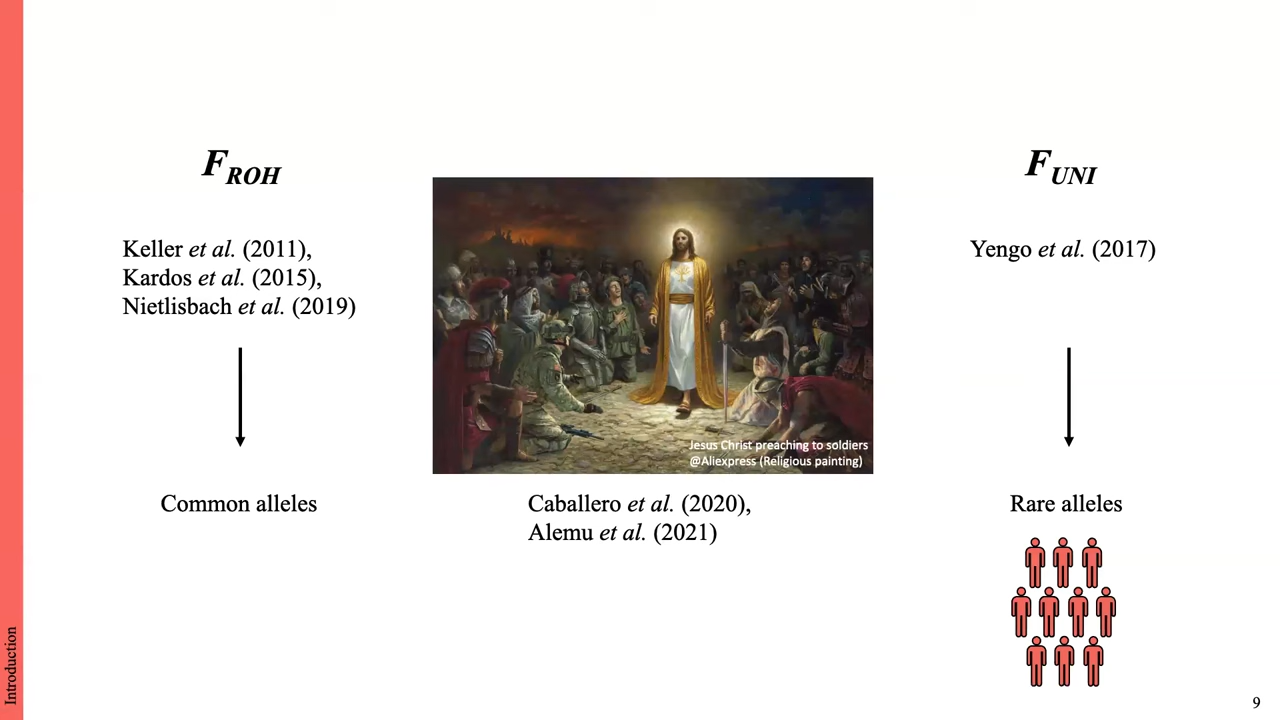 F_ROH
Keller et al. (2011),
Kardos et al. (2015),
Nietlisbach et al. (2019)
Common alleles
Jesus Christ preaching to soldiers
@Aliexpress (Religious painting)
Caballero et al. (2020),
Alemu et al. (2021)
F_UNI
Yengo et al. (2017)
Rare alleles
Introduction
9